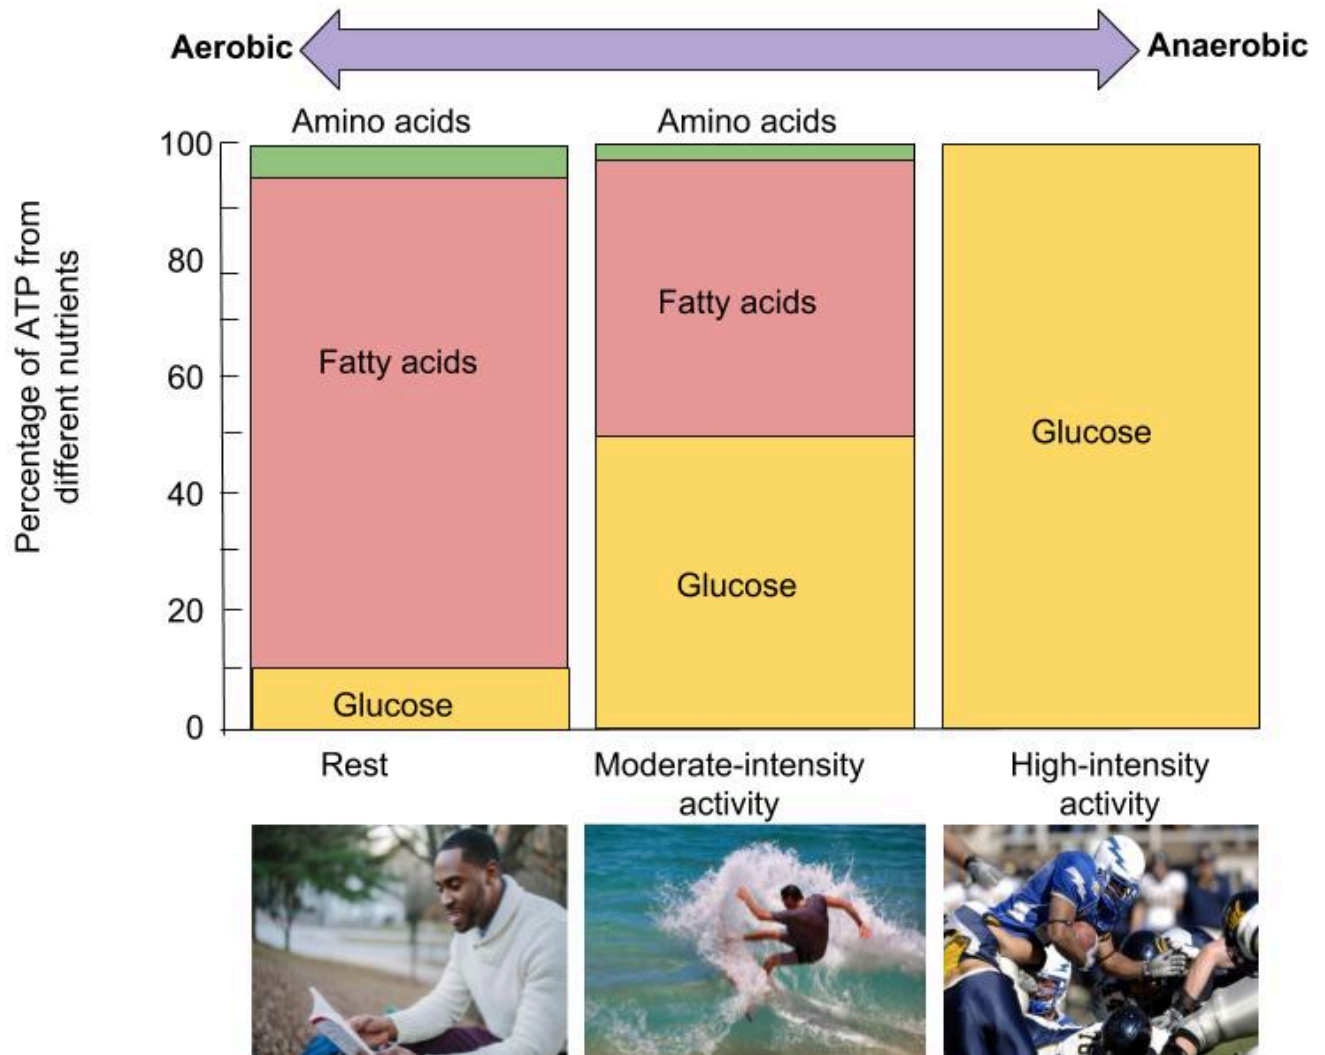 Aerobic
Anaerobic
Amino acids
Amino acids
Percentage of ATP from
different nutrients
100
80
60
40
20
0
Fatty acids
Glucose
Fatty acids
Glucose
Glucose
Rest
Moderate-intensity
activity
High-intensity
activity